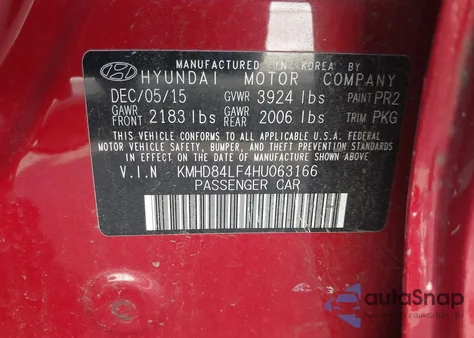 MANUFACTURED IN KOREA BY
HYUNDAI MOTOR COMPANY
DEC/05/15 GVWR 3924 lbs PAINT PR2
GAWR FRONT 2183 lbs GAWR REAR 2006 lbs TRIM PKG
THIS VEHICLE CONFORMS TO ALL APPLICABLE U.S.A. FEDERAL
MOTOR VEHICLE SAFETY, BUMPER, AND THEFT PREVENTION STANDARDS
IN EFFECT ON THE DATE OF MANUFACTURE SHOWN ABOVE.
V.I.N KMHD84LF4HU063166
PASSENGER CAR
autoSnap